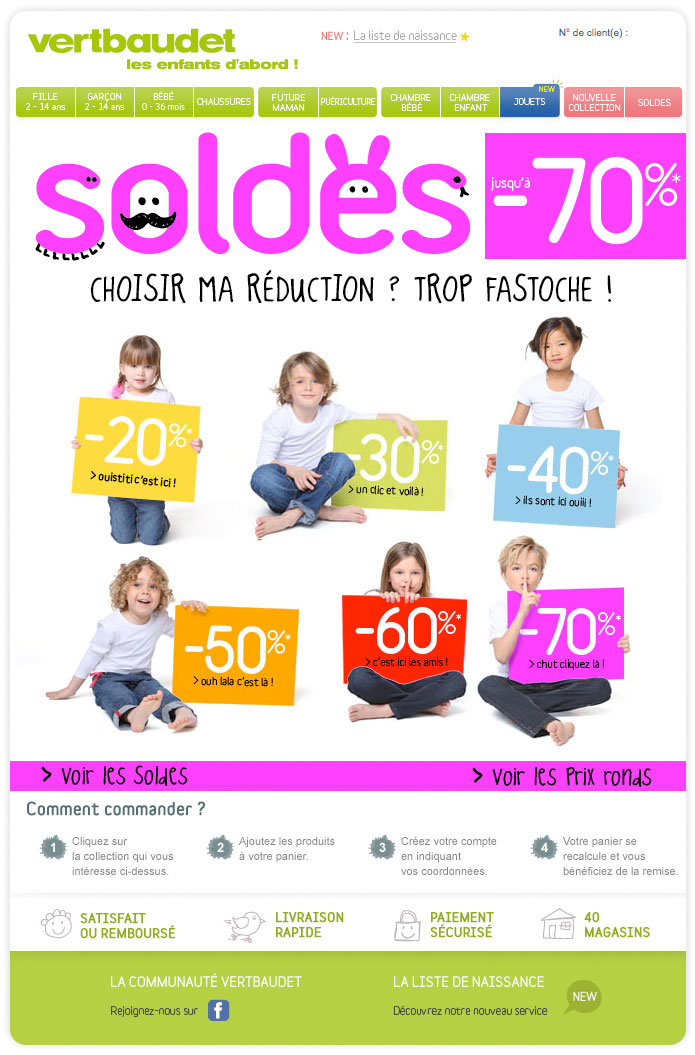 vertbaudet
les enfants d'abord !
NEW : La liste de naissance
N° de client(e) :
FILLE
2 - 14 ans
GARÇON
2 - 14 ans
BÉBÉ
0 - 36 mois
CHAUSSURES
FUTURE
MAMAN
PUÉRICULTURE
CHAMBRE
BÉBÉ
CHAMBRE
ENFANT
NEW
JOUETS
NOUVELLE
COLLECTION
SOLDES
soldes
jusqu'à
-70%*
CHOISIR MA RÉDUCTION ? TROP FASTOCHE !
-20%*
> ouistiti c'est ici !
-30%*
> un clic et voilà !
-40%*
> ils sont ici ouiii !
-50%*
> ouh lala c'est là !
-60%*
> c'est ici les amis !
-70%*
> chut cliquez là !
> Voir les Soldes
> Voir les Prix ronds
Comment commander ?
1
Cliquez sur
la collection qui vous
intéresse ci-dessus.
2
Ajoutez les produits
à votre panier.
3
Créez votre compte
en indiquant
vos coordonnées.
4
Votre panier se
recalcule et vous
bénéficiez de la remise.
SATISFAIT
OU REMBOURSÉ
LIVRAISON
RAPIDE
PAIEMENT
SÉCURISÉ
40
MAGASINS
LA COMMUNAUTÉ VERTBAUDET
Rejoignez-nous sur f
LA LISTE DE NAISSANCE
Découvrez notre nouveau service
NEW